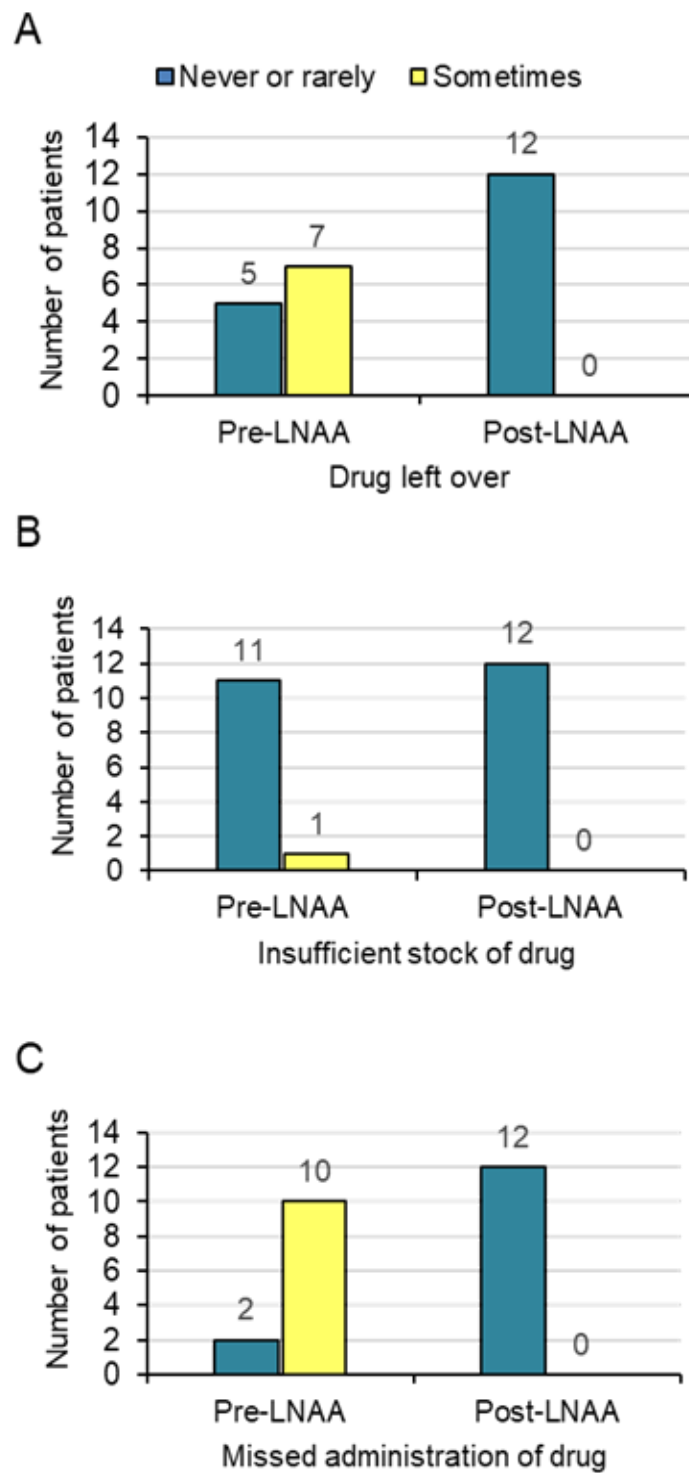 A
Never or rarely Sometimes
Number of patients
14
12
10
8
6
4
2
0
5
7
12
0
Pre-LNAA Post-LNAA
Drug left over
B
Number of patients
14
12
10
8
6
4
2
0
11
1
12
0
Pre-LNAA Post-LNAA
Insufficient stock of drug
C
Number of patients
14
12
10
8
6
4
2
0
2
10
12
0
Pre-LNAA Post-LNAA
Missed administration of drug